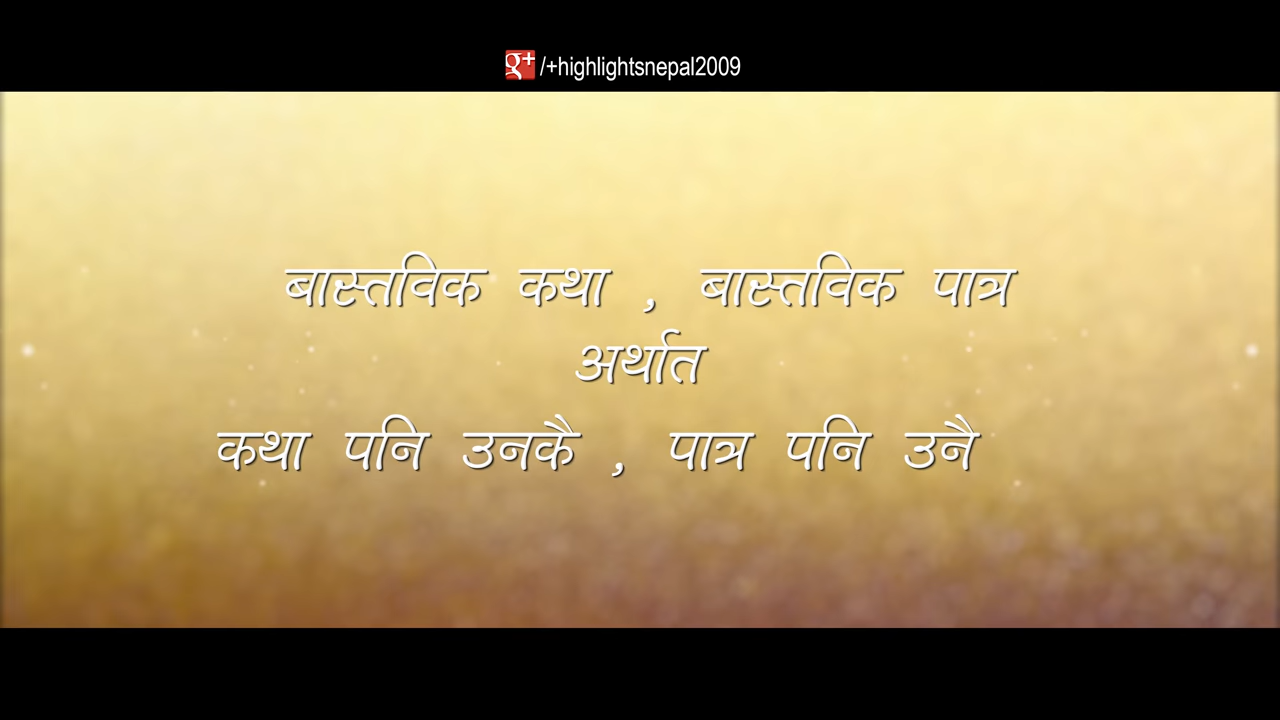 g+ /+highlightsnepal2009
बास्तविक कथा , बास्तविक पात्र
अर्थात
कथा पनि उनकै , पात्र पनि उनै